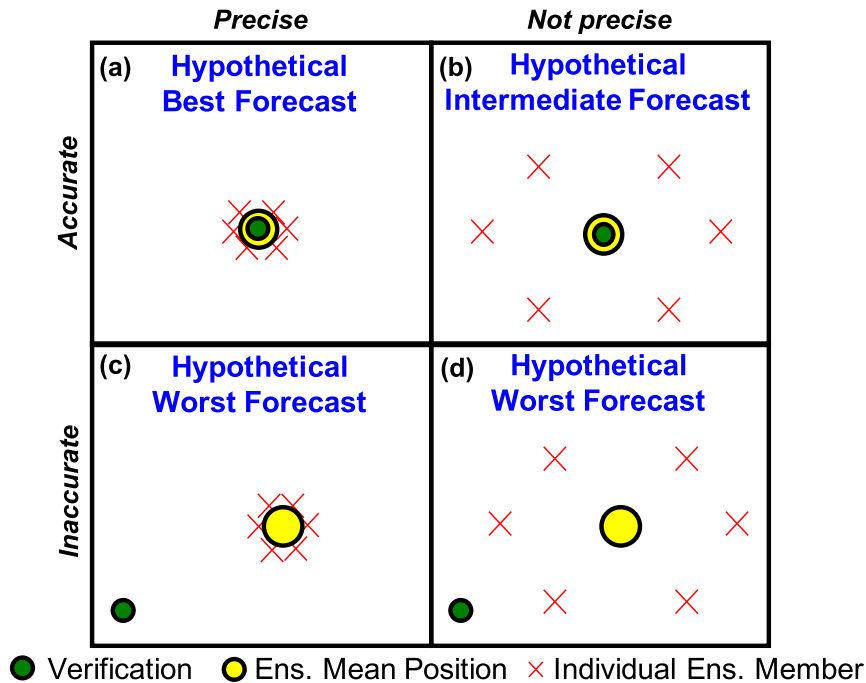 Precise
Not precise
Accurate
(a)
Hypothetical
Best Forecast
(b)
Hypothetical
Intermediate Forecast
Inaccurate
(c)
Hypothetical
Worst Forecast
(d)
Hypothetical
Worst Forecast
Verification
Ens. Mean Position
Individual Ens. Member